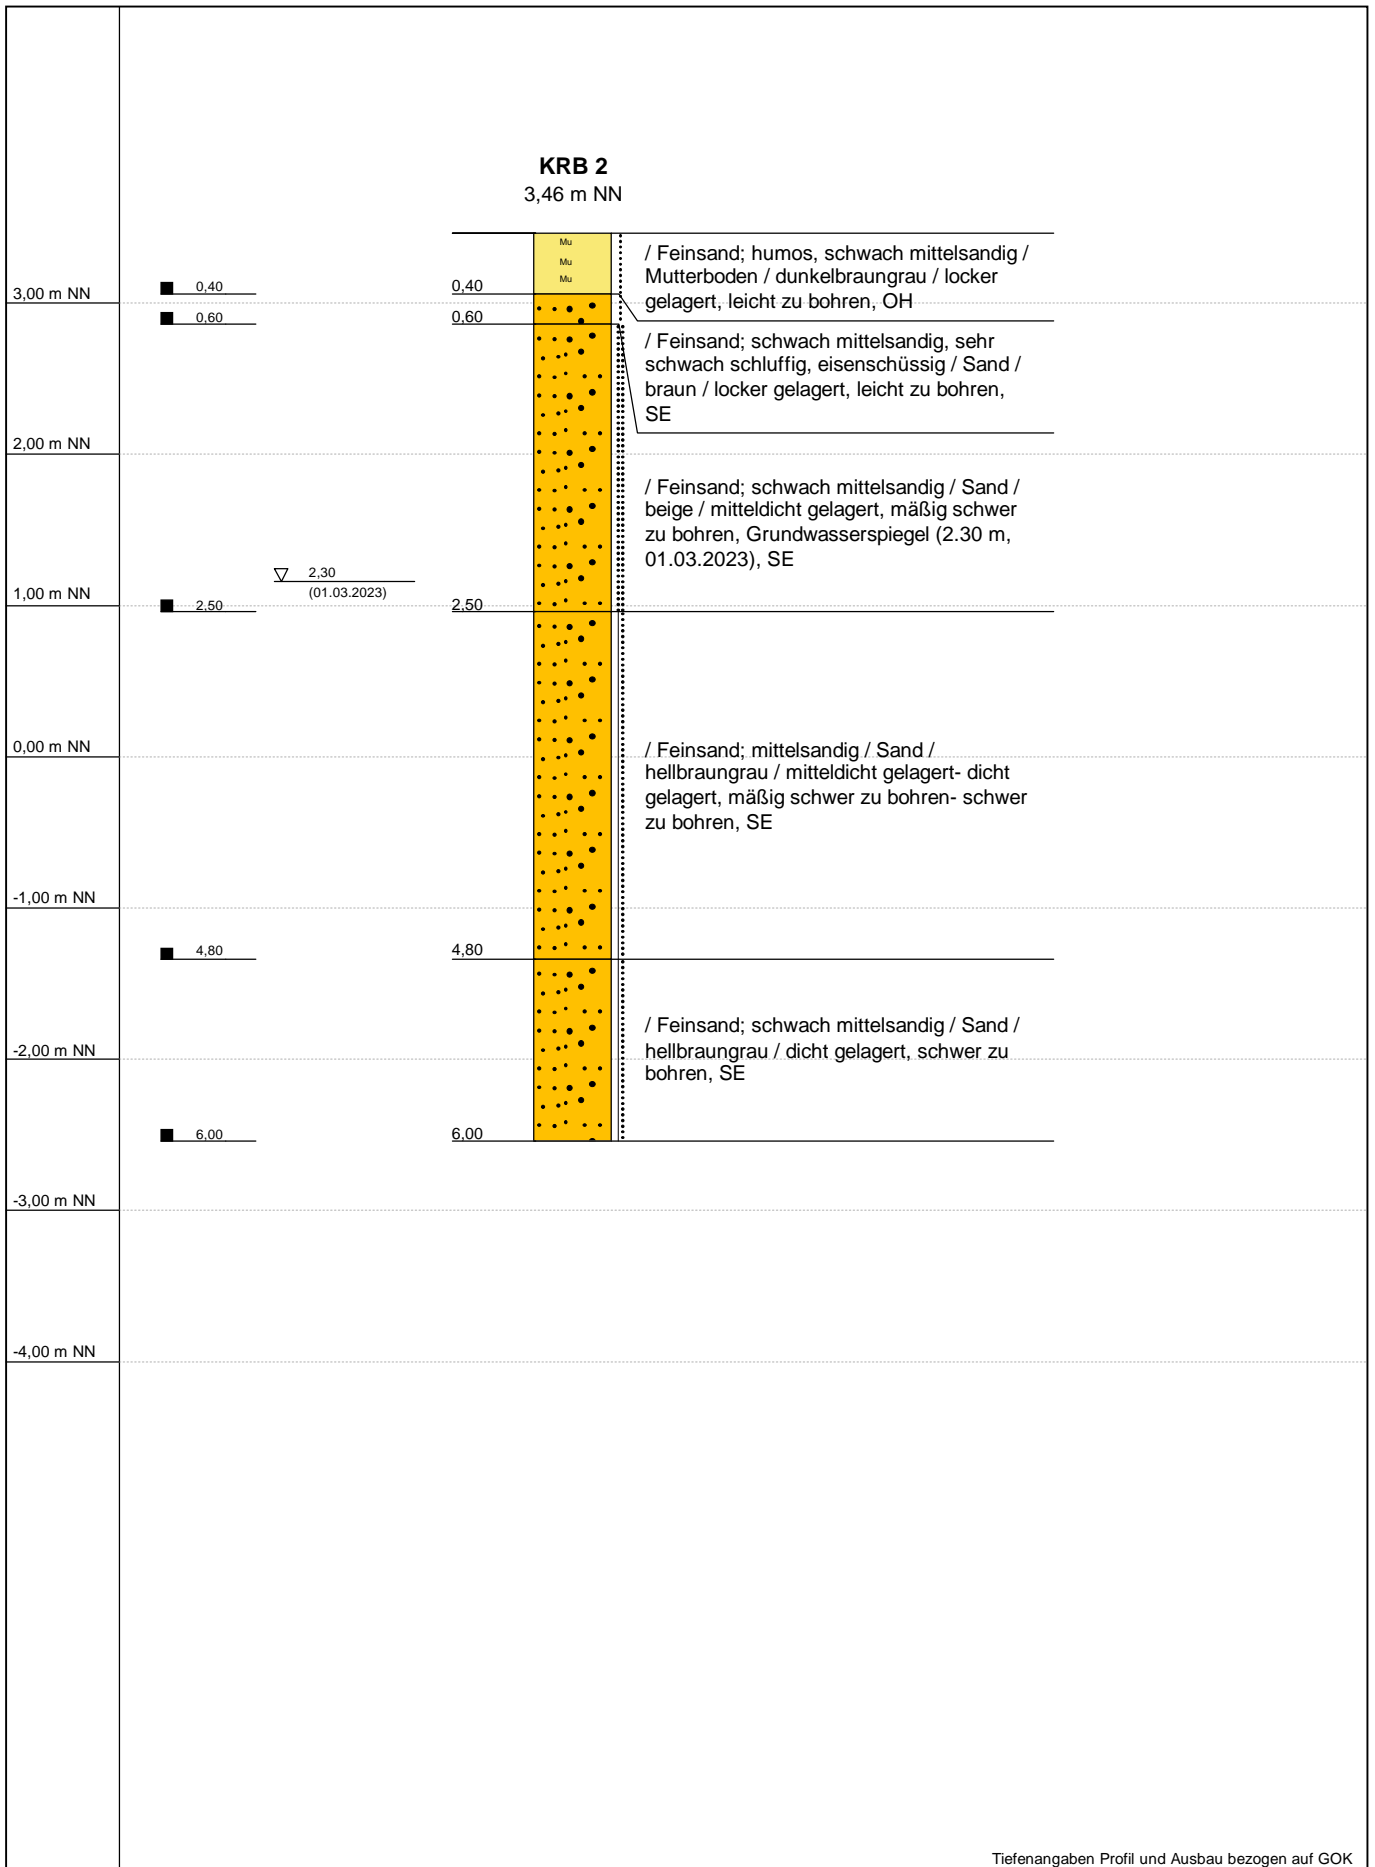 KRB 2
3,46 m NN
Mu
Mu
Mu
/ Feinsand; humos, schwach mittelsandig /
Mutterboden / dunkelbraungrau / locker
gelagert, leicht zu bohren, OH
3,00 m NN
0,40
0,40
0,60
0,60
/ Feinsand; schwach mittelsandig, sehr
schwach schluffig, eisenschüssig / Sand /
braun / locker gelagert, leicht zu bohren,
SE
2,00 m NN
/ Feinsand; schwach mittelsandig / Sand /
beige / mitteldicht gelagert, mäßig schwer
zu bohren, Grundwasserspiegel (2.30 m,
01.03.2023), SE
2,30
(01.03.2023)
1,00 m NN
2,50
2,50
0,00 m NN
/ Feinsand; mittelsandig / Sand /
hellbraungrau / mitteldicht gelagert- dicht
gelagert, mäßig schwer zu bohren- schwer
zu bohren, SE
-1,00 m NN
4,80
4,80
/ Feinsand; schwach mittelsandig / Sand /
hellbraungrau / dicht gelagert, schwer zu
bohren, SE
-2,00 m NN
6,00
6,00
-3,00 m NN
-4,00 m NN
Tiefenangaben Profil und Ausbau bezogen auf GOK